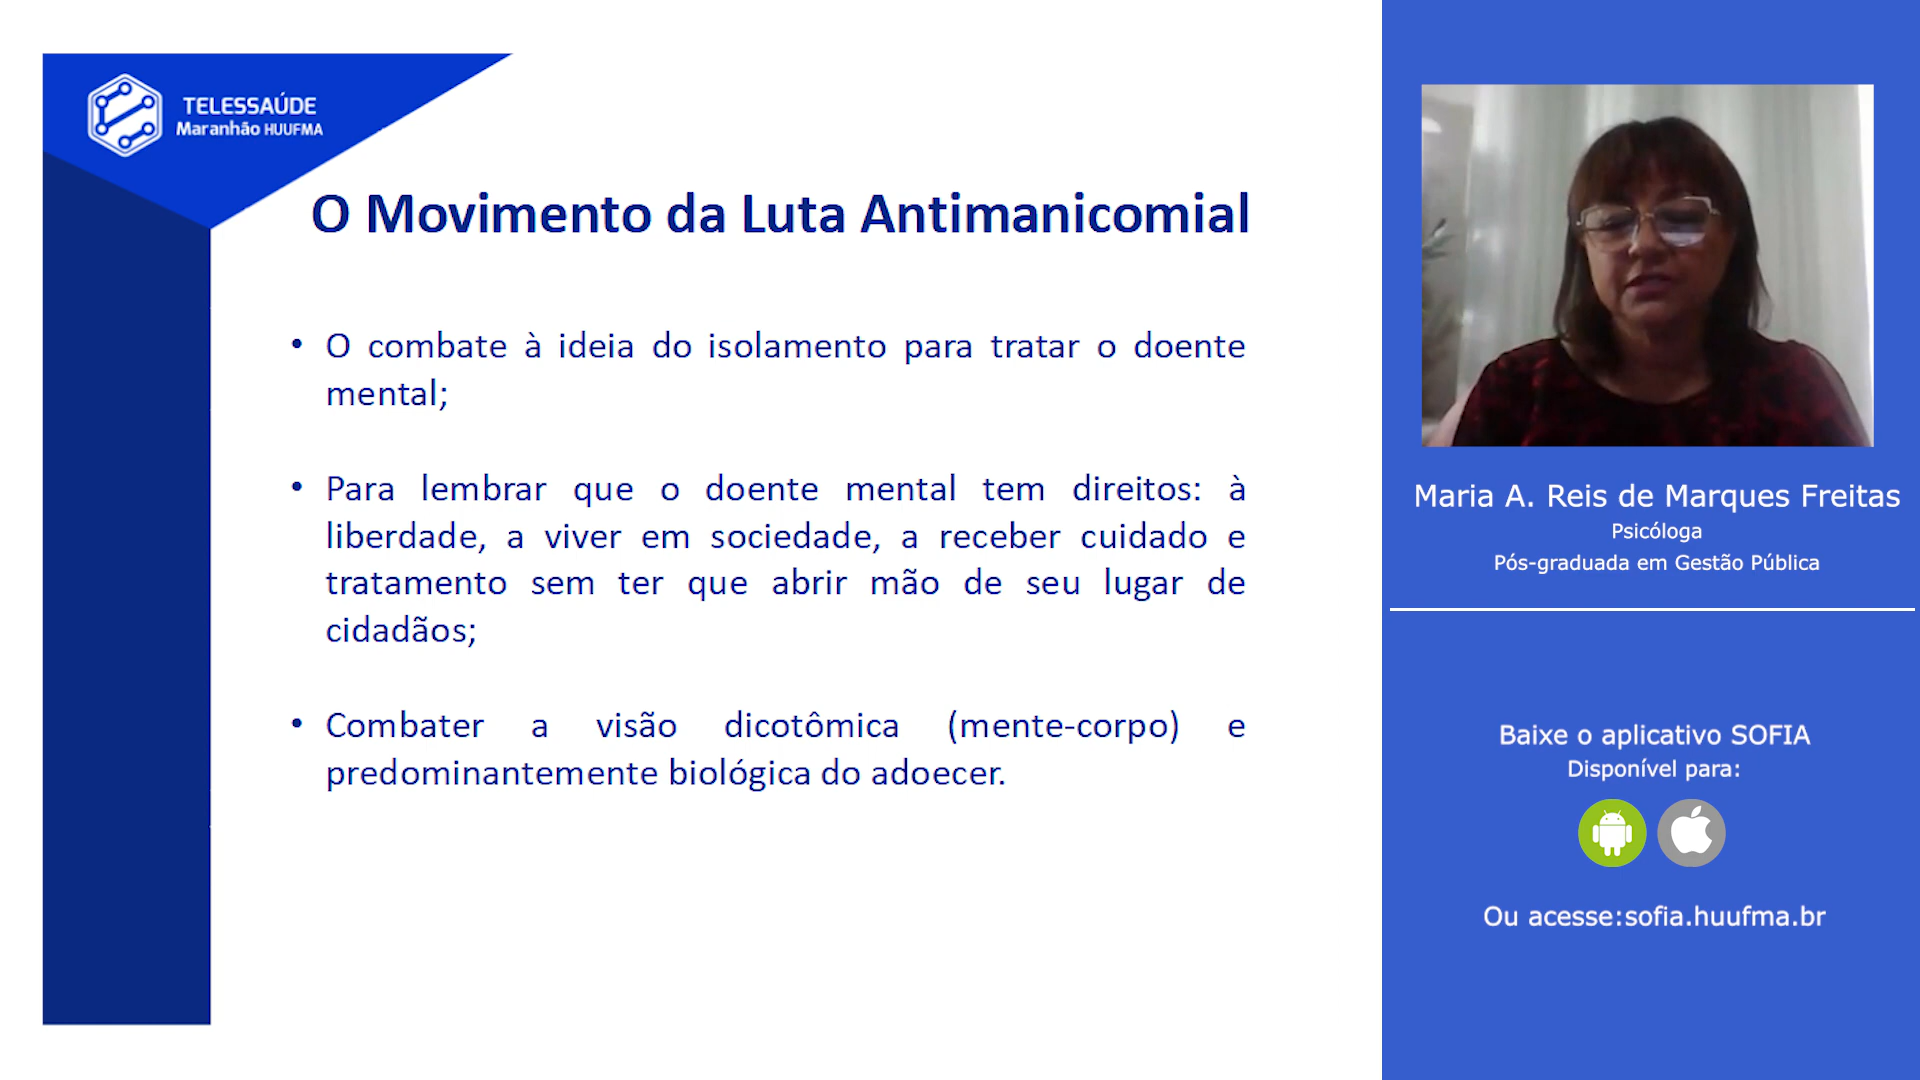 TELESSAÚDE
Maranhão HUUFMA
O Movimento da Luta Antimanicomial
• O combate à ideia do isolamento para tratar o doente
mental;
• Para lembrar que o doente mental tem direitos: à
liberdade, a viver em sociedade, a receber cuidado e
tratamento sem ter que abrir mão de seu lugar de
cidadãos;
• Combater a visão dicotômica (mente-corpo) e
predominantemente biológica do adoecer.
Maria A. Reis de Marques Freitas
Psicóloga
Pós-graduada em Gestão Pública
Baixe o aplicativo SOFIA
Disponível para:
Ou acesse:sofia.huufma.br